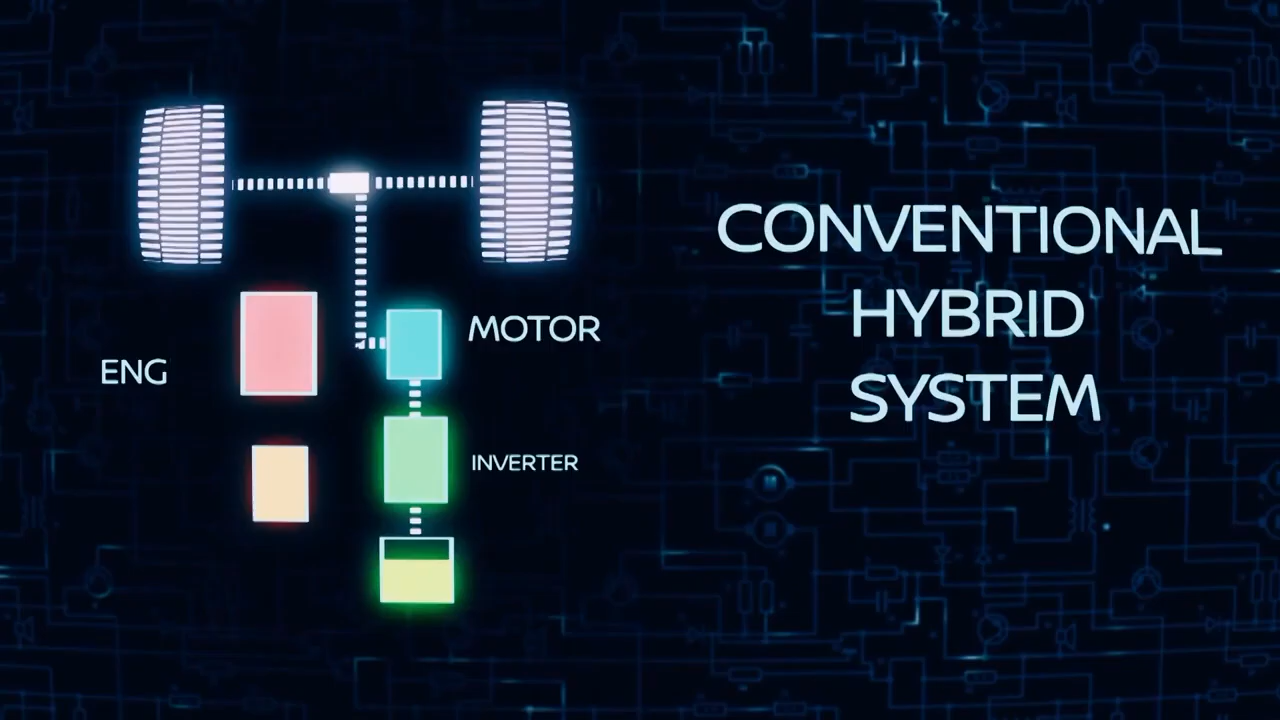 CONVENTIONAL
HYBRID
SYSTEM
MOTOR
ENG
INVERTER